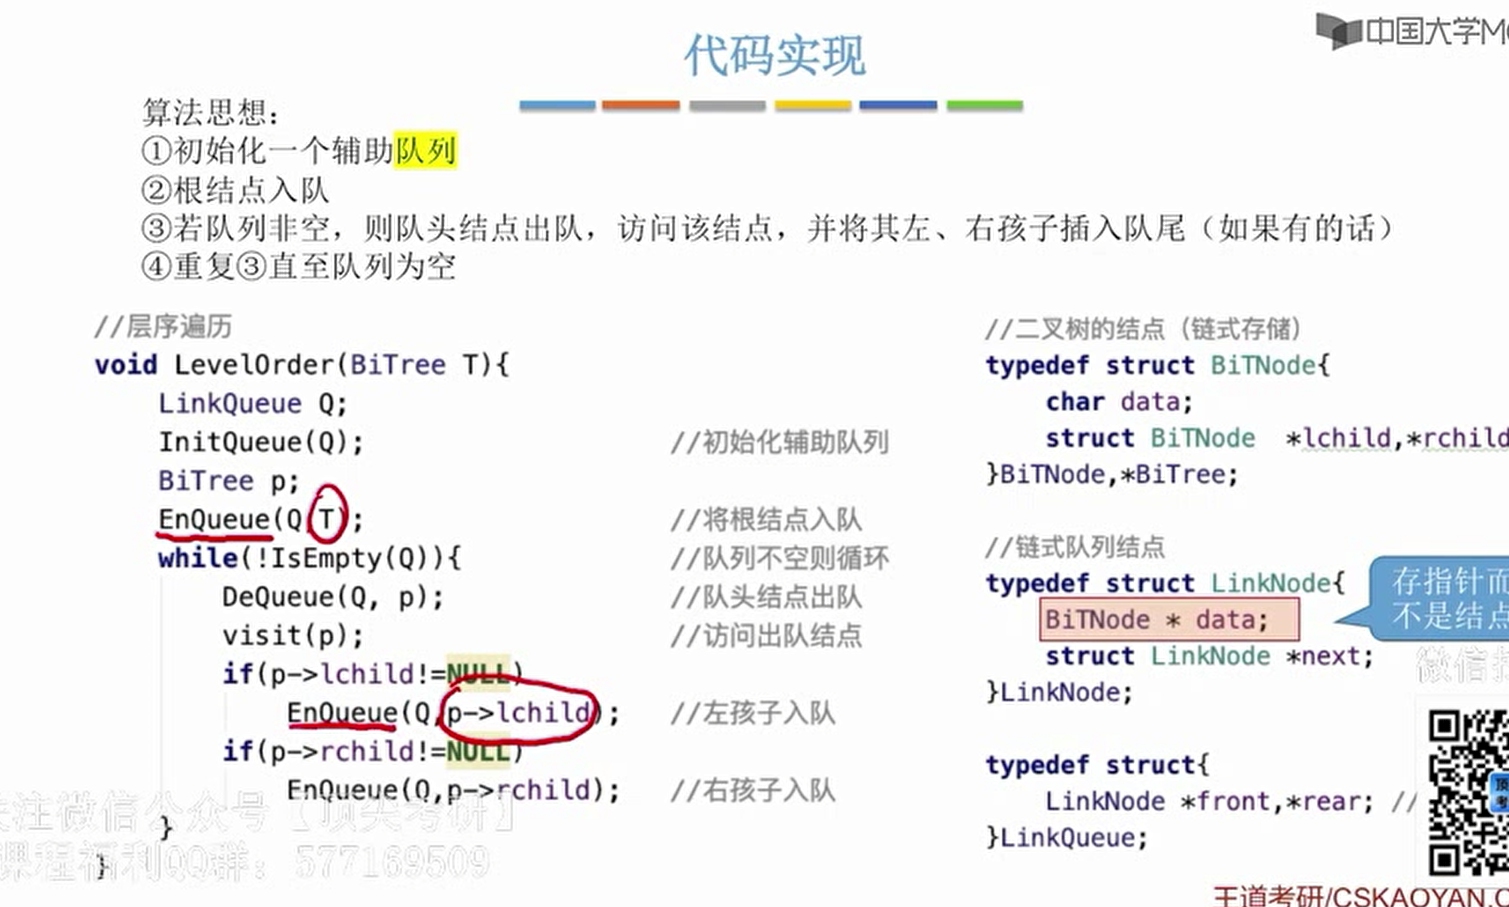 中国大学M
代码实现
算法思想：
①初始化一个辅助队列
②根结点入队
③若队列非空，则队头结点出队，访问该结点，并将其左、右孩子插入队尾（如果有的话）
④重复③直至队列为空
//层序遍历
void LevelOrder(BiTree T){
LinkQueue Q;
InitQueue(Q); //初始化辅助队列
BiTree p;
EnQueue(Q,T); //将根结点入队
while(!IsEmpty(Q)){ //队列不空则循环
DeQueue(Q, p); //队头结点出队
visit(p); //访问出队结点
if(p->lchild!=NULL)
EnQueue(Q,p->lchild); //左孩子入队
if(p->rchild!=NULL)
EnQueue(Q,p->rchild); //右孩子入队
}
}
//二叉树的结点（链式存储）
typedef struct BiTNode{
char data;
struct BiTNode *lchild,*rchild
}BiTNode,*BiTree;
//链式队列结点
typedef struct LinkNode{
BiTNode * data;
struct LinkNode *next;
}LinkNode;
typedef struct{
LinkNode *front,*rear; //
}LinkQueue;
存指针而
不是结点
微信扫
注微信公众号【顶尖考研】
课程福利QQ群：577169509
王道考研/CSKAOYAN.C